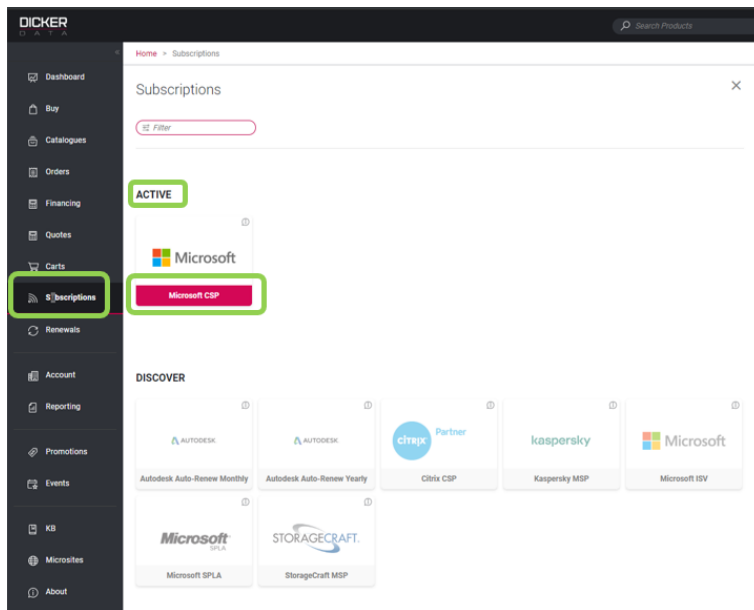 DICKER
DATA
Search Products
Home > Subscriptions
Dashboard
Buy
Catalogues
Orders
Financing
Quotes
Carts
Subscriptions
Renewals
Account
Reporting
Promotions
Events
KB
Microsites
About
Subscriptions
Filter
ACTIVE
Microsoft
Microsoft CSP
DISCOVER
AUTODESK
Autodesk Auto-Renew Monthly
AUTODESK
Autodesk Auto-Renew Yearly
citrix Partner
Citrix CSP
kaspersky
Kaspersky MSP
Microsoft
Microsoft ISV
Microsoft
SPLA
Microsoft SPLA
STORAGECRAFT.
StorageCraft MSP